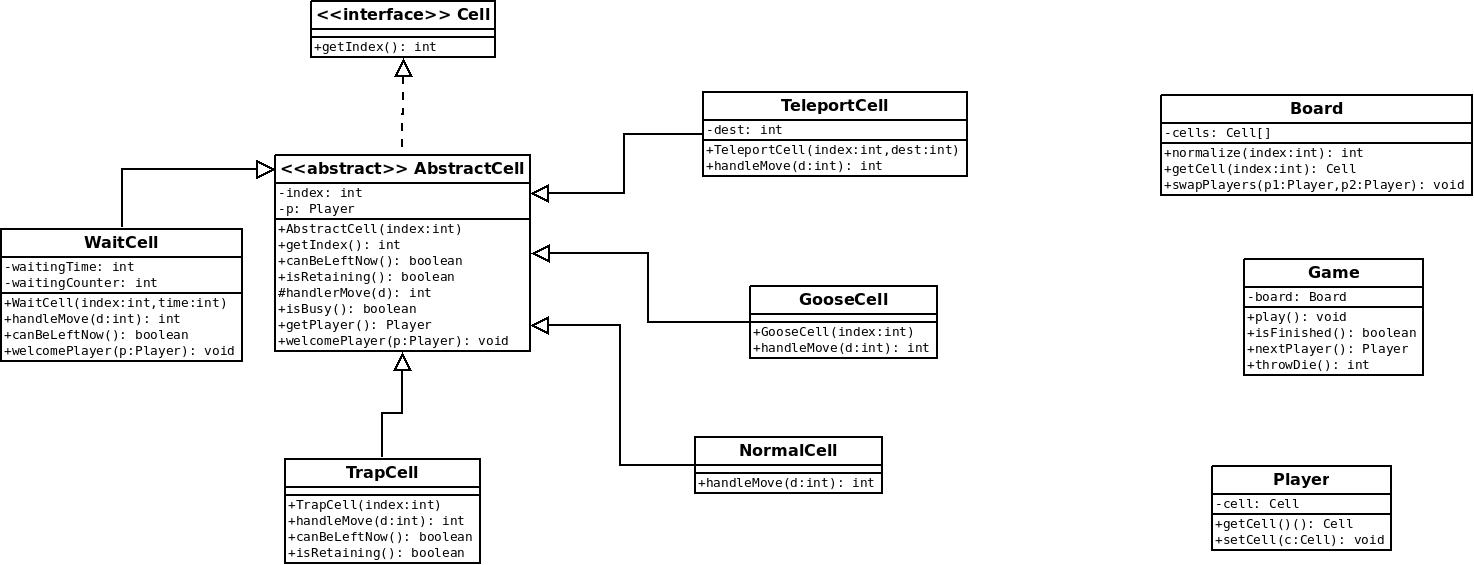 <<interface>> Cell
+getIndex(): int
<<abstract>> AbstractCell
-index: int
-p: Player
+AbstractCell(index:int)
+getIndex(): int
+canBeLeftNow(): boolean
+isRetaining(): boolean
#handlerMove(d): int
+isBusy(): boolean
+getPlayer(): Player
+welcomePlayer(p:Player): void
WaitCell
-waitingTime: int
-waitingCounter: int
+WaitCell(index:int,time:int)
+handleMove(d:int): int
+canBeLeftNow(): boolean
+welcomePlayer(p:Player): void
TrapCell
+TrapCell(index:int)
+handleMove(d:int): int
+canBeLeftNow(): boolean
+isRetaining(): boolean
TeleportCell
-dest: int
+TeleportCell(index:int,dest:int)
+handleMove(d:int): int
GooseCell
+GooseCell(index:int)
+handleMove(d:int): int
NormalCell
+handleMove(d:int): int
Board
-cells: Cell[]
+normalize(index:int): int
+getCell(index:int): Cell
+swapPlayers(p1:Player,p2:Player): void
Game
-board: Board
+play(): void
+isFinished(): boolean
+nextPlayer(): Player
+throwDie(): int
Player
-cell: Cell
+getCell()(): Cell
+setCell(c:Cell): void